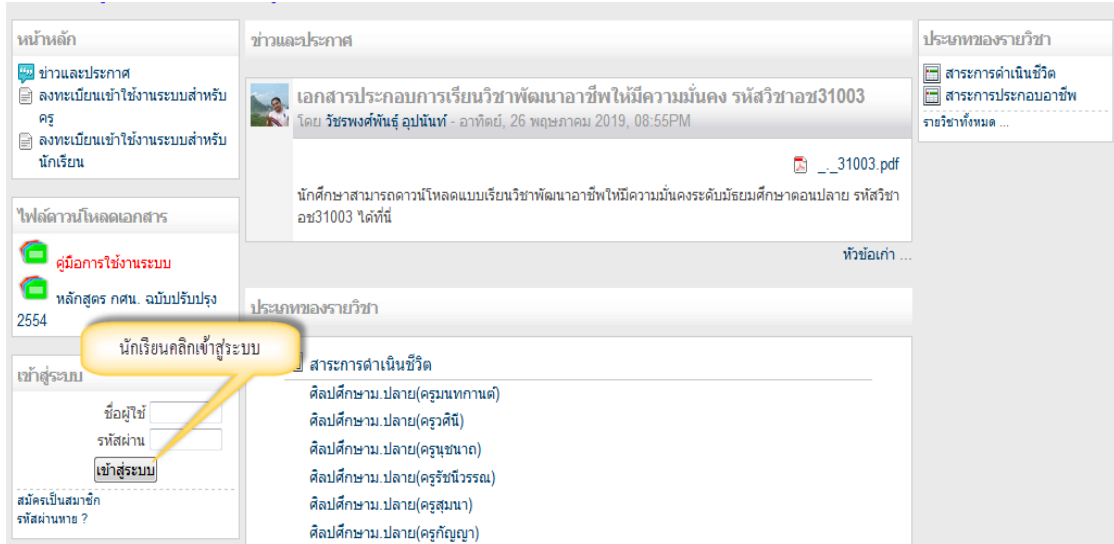 หน้าหลัก
ข่าวและประกาศ
ลงทะเบียนเข้าใช้งานระบบสำหรับ
ครู
ลงทะเบียนเข้าใช้งานระบบสำหรับ
นักเรียน
ไฟล์ดาวน์โหลดเอกสาร
คู่มือการใช้งานระบบ
หลักสูตร กศน. ฉบับปรับปรุง
2554
นักเรียนคลิกเข้าสู่ระบบ
เข้าสู่ระบบ
ชื่อผู้ใช้
รหัสผ่าน
เข้าสู่ระบบ
สมัครเป็นสมาชิก
รหัสผ่านหาย ?
ข่าวและประกาศ
เอกสารประกอบการเรียนวิชาพัฒนาอาชีพให้มีความมั่นคง รหัสวิชาอช31003
โดย วัชรพงศ์พันธุ์ อุปนันท์ - อาทิตย์, 26 พฤษภาคม 2019, 08:55PM
_._31003.pdf
นักศึกษาสามารถดาวน์โหลดแบบเรียนวิชาพัฒนาอาชีพให้มีความมั่นคงระดับมัธยมศึกษาตอนปลาย รหัสวิชา
อช31003 ได้ที่นี่
หัวข้อเก่า ...
ประเภทของรายวิชา
สาระการดำเนินชีวิต
ศิลปศึกษาม.ปลาย(ครูมนทกานต์)
ศิลปศึกษาม.ปลาย(ครูวศินี)
ศิลปศึกษาม.ปลาย(ครูนุชนาถ)
ศิลปศึกษาม.ปลาย(ครูรัชนีวรรณ)
ศิลปศึกษาม.ปลาย(ครูสุมนา)
ศิลปศึกษาม.ปลาย(ครูกัญญา)
ประเภทของรายวิชา
สาระการดำเนินชีวิต
สาระการประกอบอาชีพ
รายวิชาทั้งหมด ...